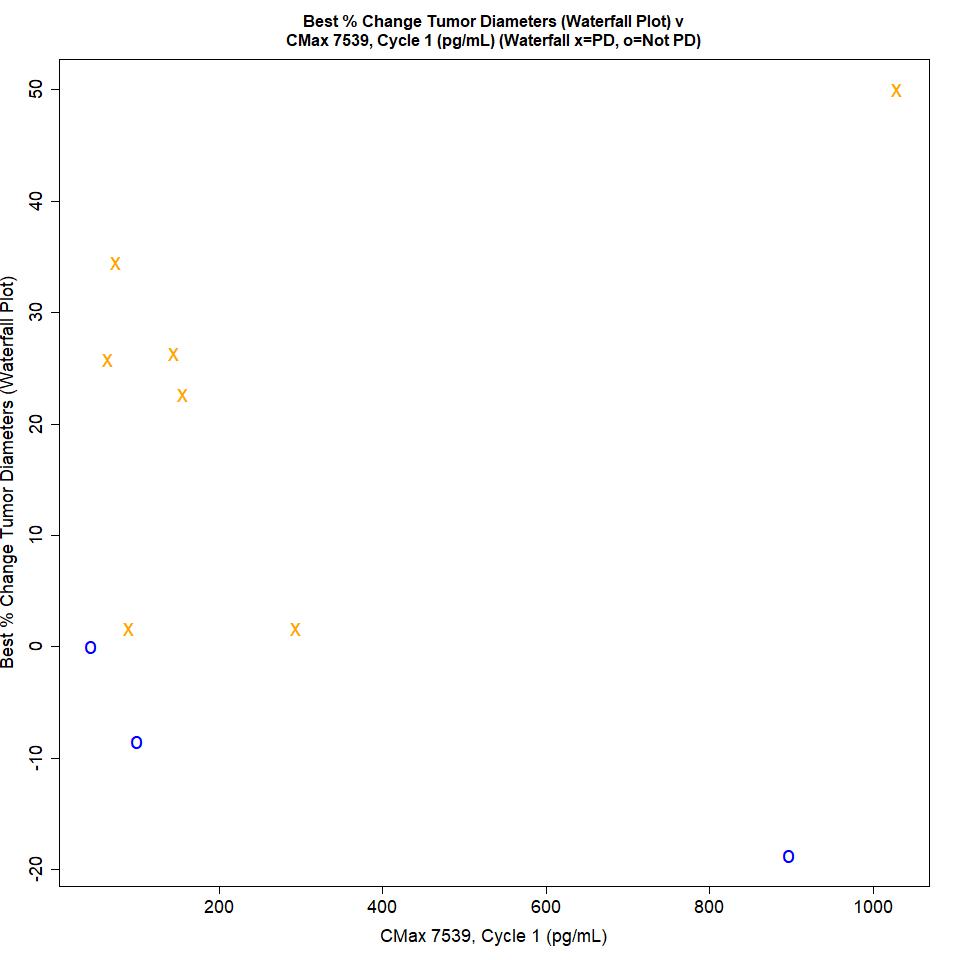 Best % Change Tumor Diameters (Waterfall Plot) v
CMax 7539, Cycle 1 (pg/mL) (Waterfall x=PD, o=Not PD)
Best % Change Tumor Diameters (Waterfall Plot)
50
40
30
20
10
0
-10
-20
X
X
X
X
X
X
X
O
O
O
200
400
600
800
1000
CMax 7539, Cycle 1 (pg/mL)